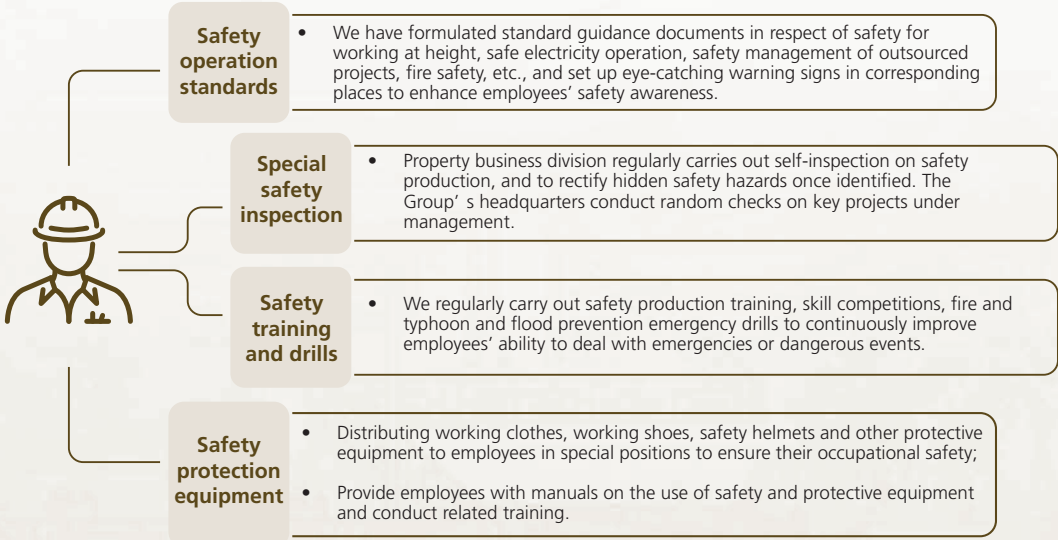 Safety
operation
standards
• We have formulated standard guidance documents in respect of safety for
working at height, safe electricity operation, safety management of outsourced
projects, fire safety, etc., and set up eye-catching warning signs in corresponding
places to enhance employees’ safety awareness.
Special
safety
inspection
• Property business division regularly carries out self-inspection on safety
production, and to rectify hidden safety hazards once identified. The
Group’ s headquarters conduct random checks on key projects under
management.
Safety
training
and drills
• We regularly carry out safety production training, skill competitions, fire and
typhoon and flood prevention emergency drills to continuously improve
employees’ ability to deal with emergencies or dangerous events.
Safety
protection
equipment
• Distributing working clothes, working shoes, safety helmets and other protective
equipment to employees in special positions to ensure their occupational safety;
• Provide employees with manuals on the use of safety and protective equipment
and conduct related training.